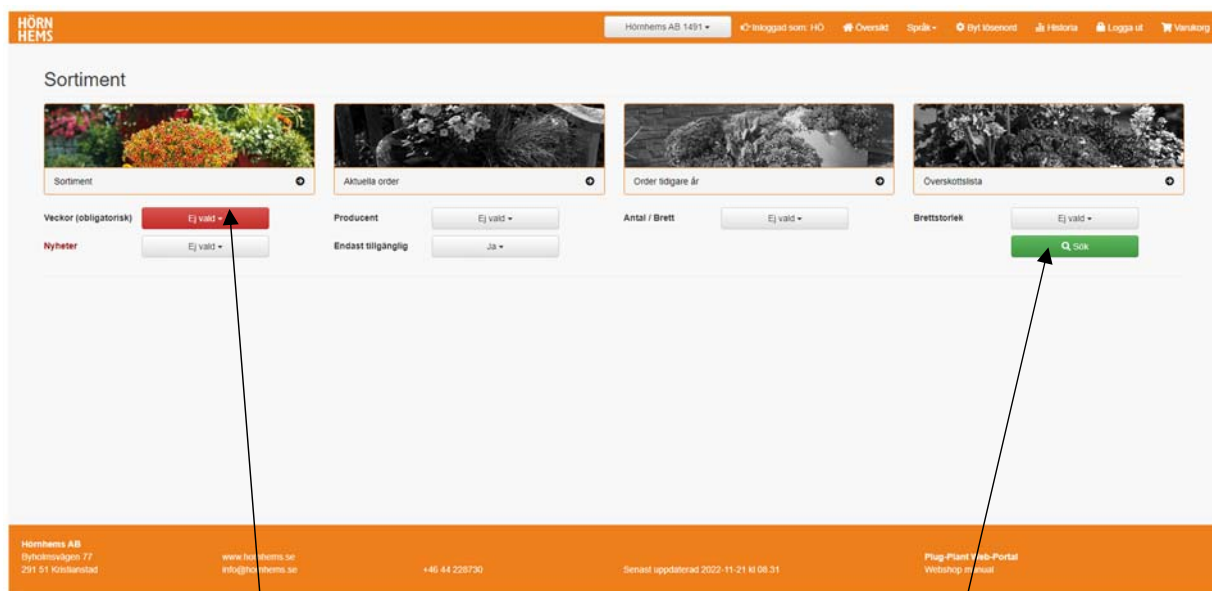 HÖRN
HEMS
Hörnhems AB 1491
Inloggad som: HÖ
Översikt
Språk
Byt lösenord
Historia
Logga ut
Varukorg
Sortiment
Sortiment
Aktuella order
Order tidigare år
Överskottslista
Veckor (obligatorisk)
Ej vald
Producent
Ej vald
Antal / Brett
Ej vald
Brettstorlek
Ej vald
Nyheter
Ej vald
Endast tillgänglig
Ja
Sök
Hörnhems AB
Byholmsvägen 77
291 51 Kristianstad
www.hornhems.se
info@hornhems.se
+46 44 228730
Senast uppdaterad 2022-11-21 kl 08.31
Plug-Plant Web-Portal
Webshop manual